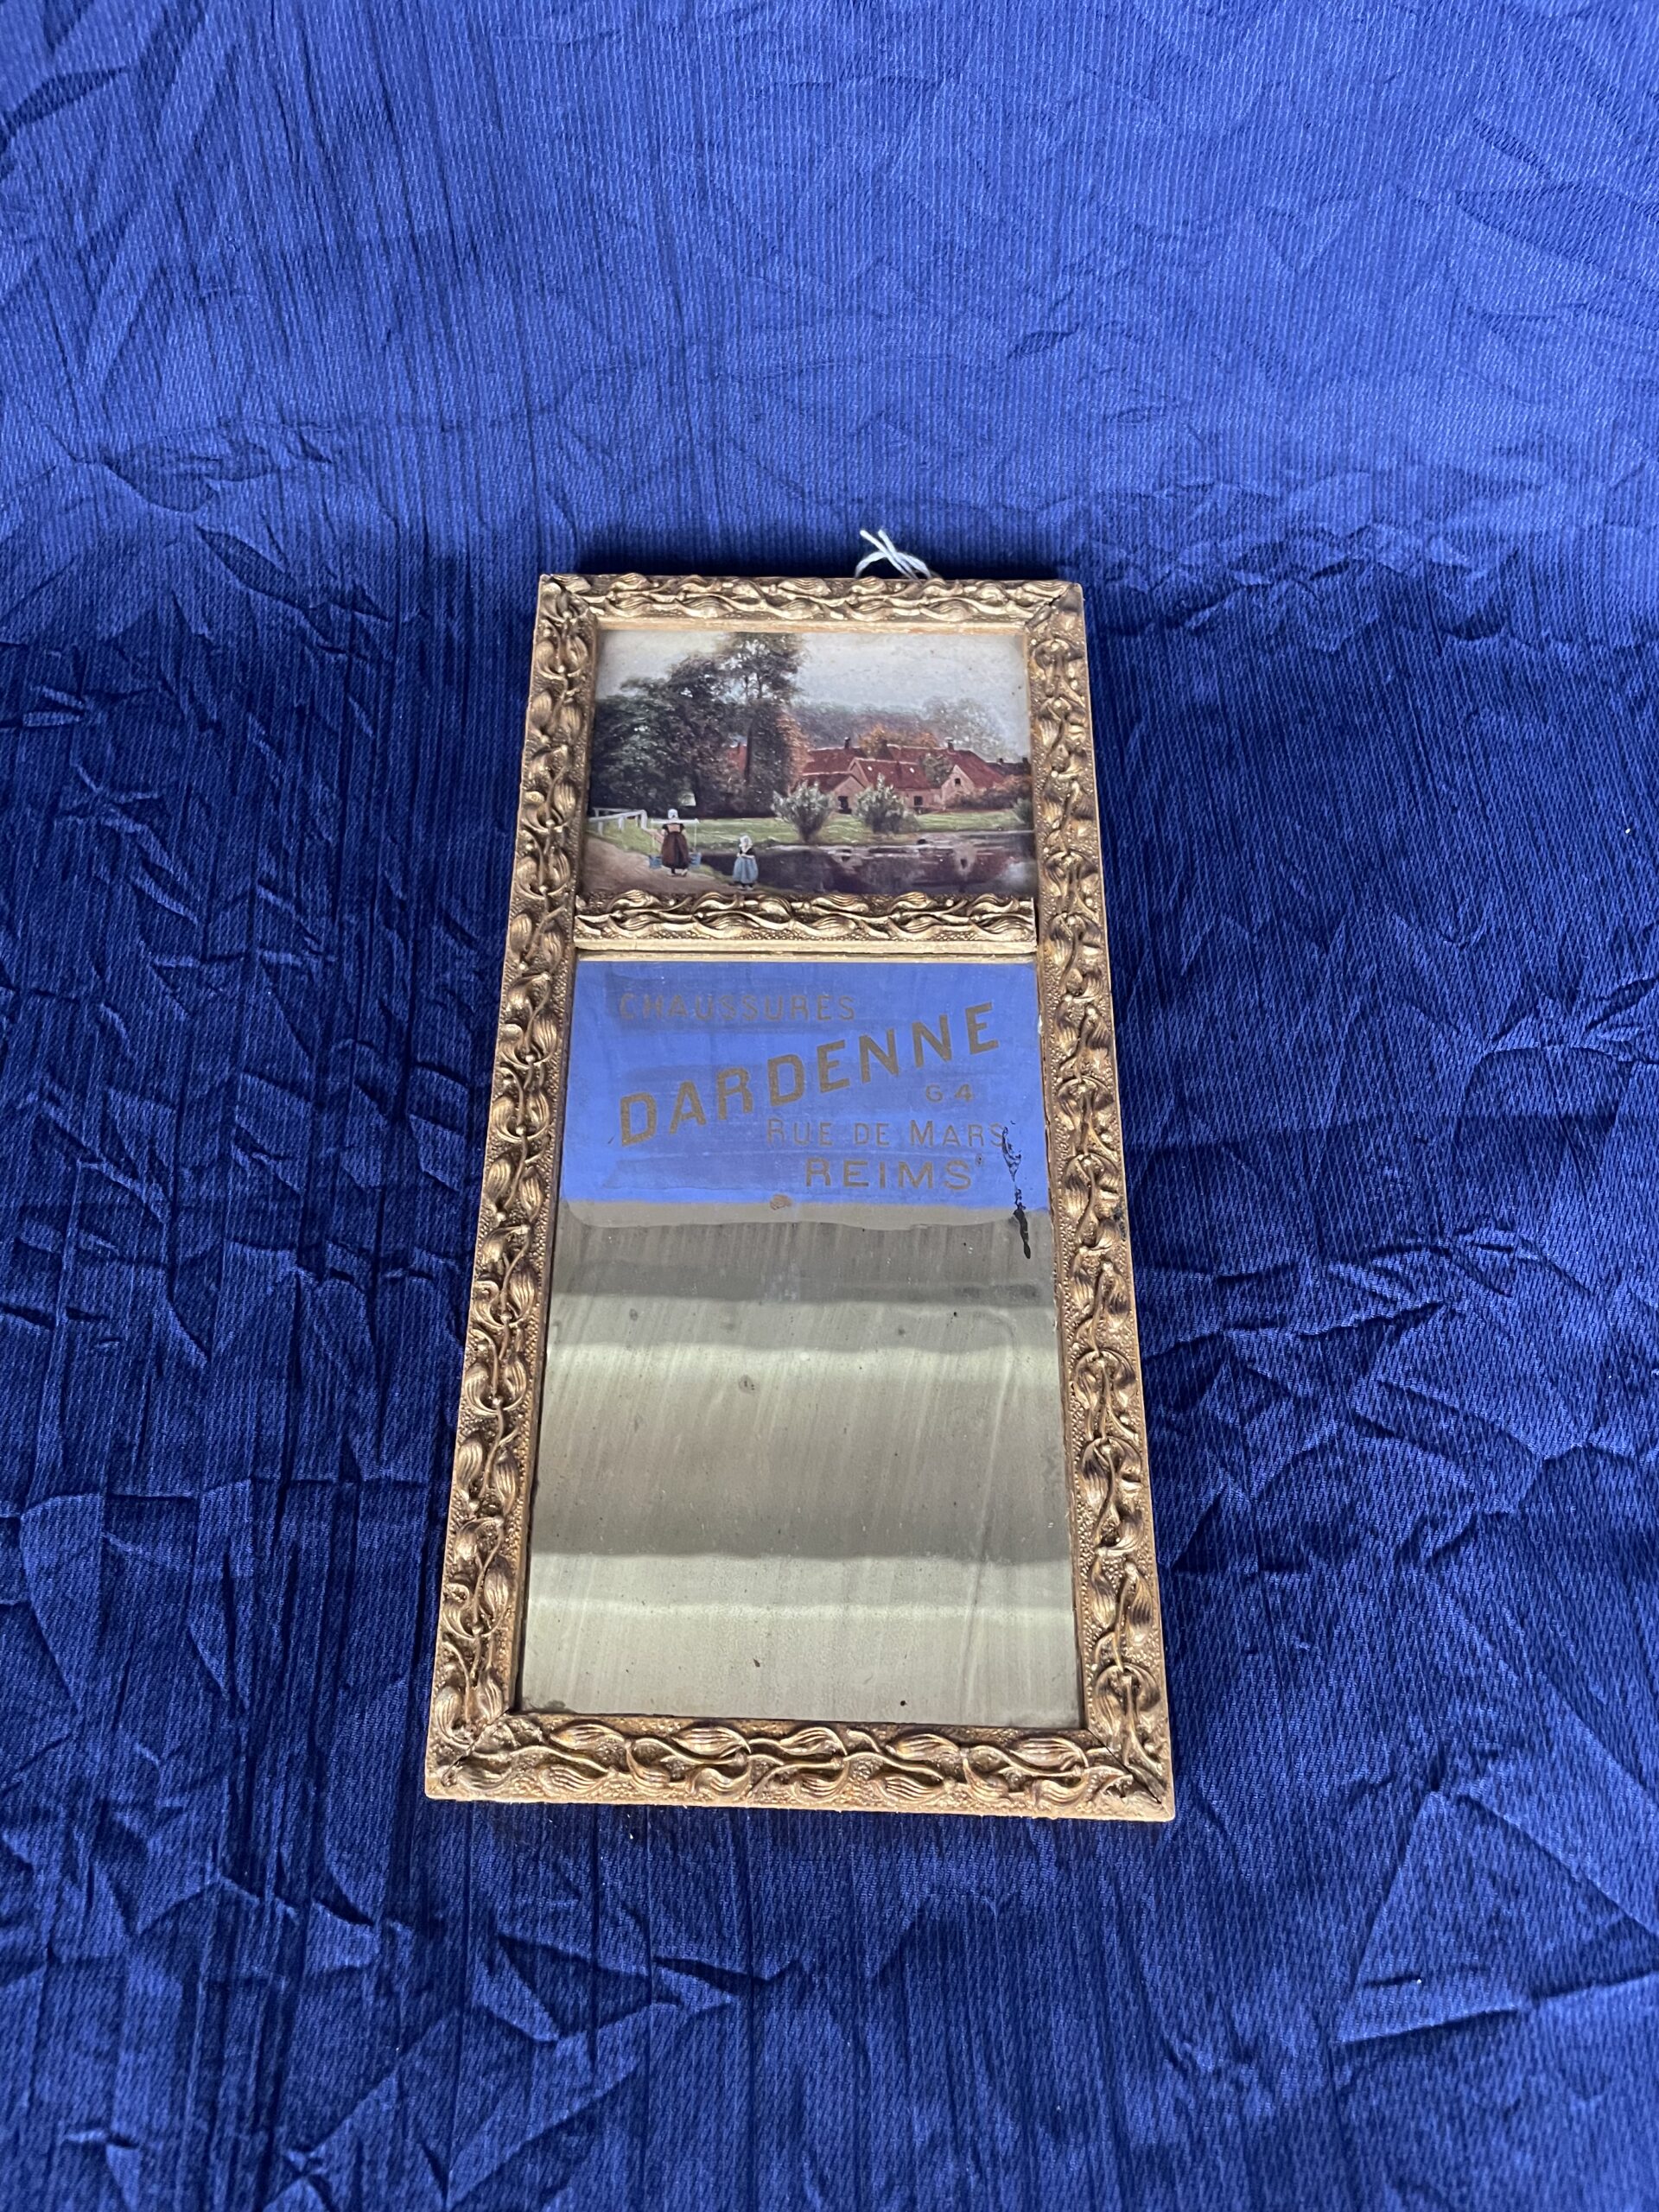 CHAUSSURES
DARDENNE
64
RUE DE MARS
REIMS